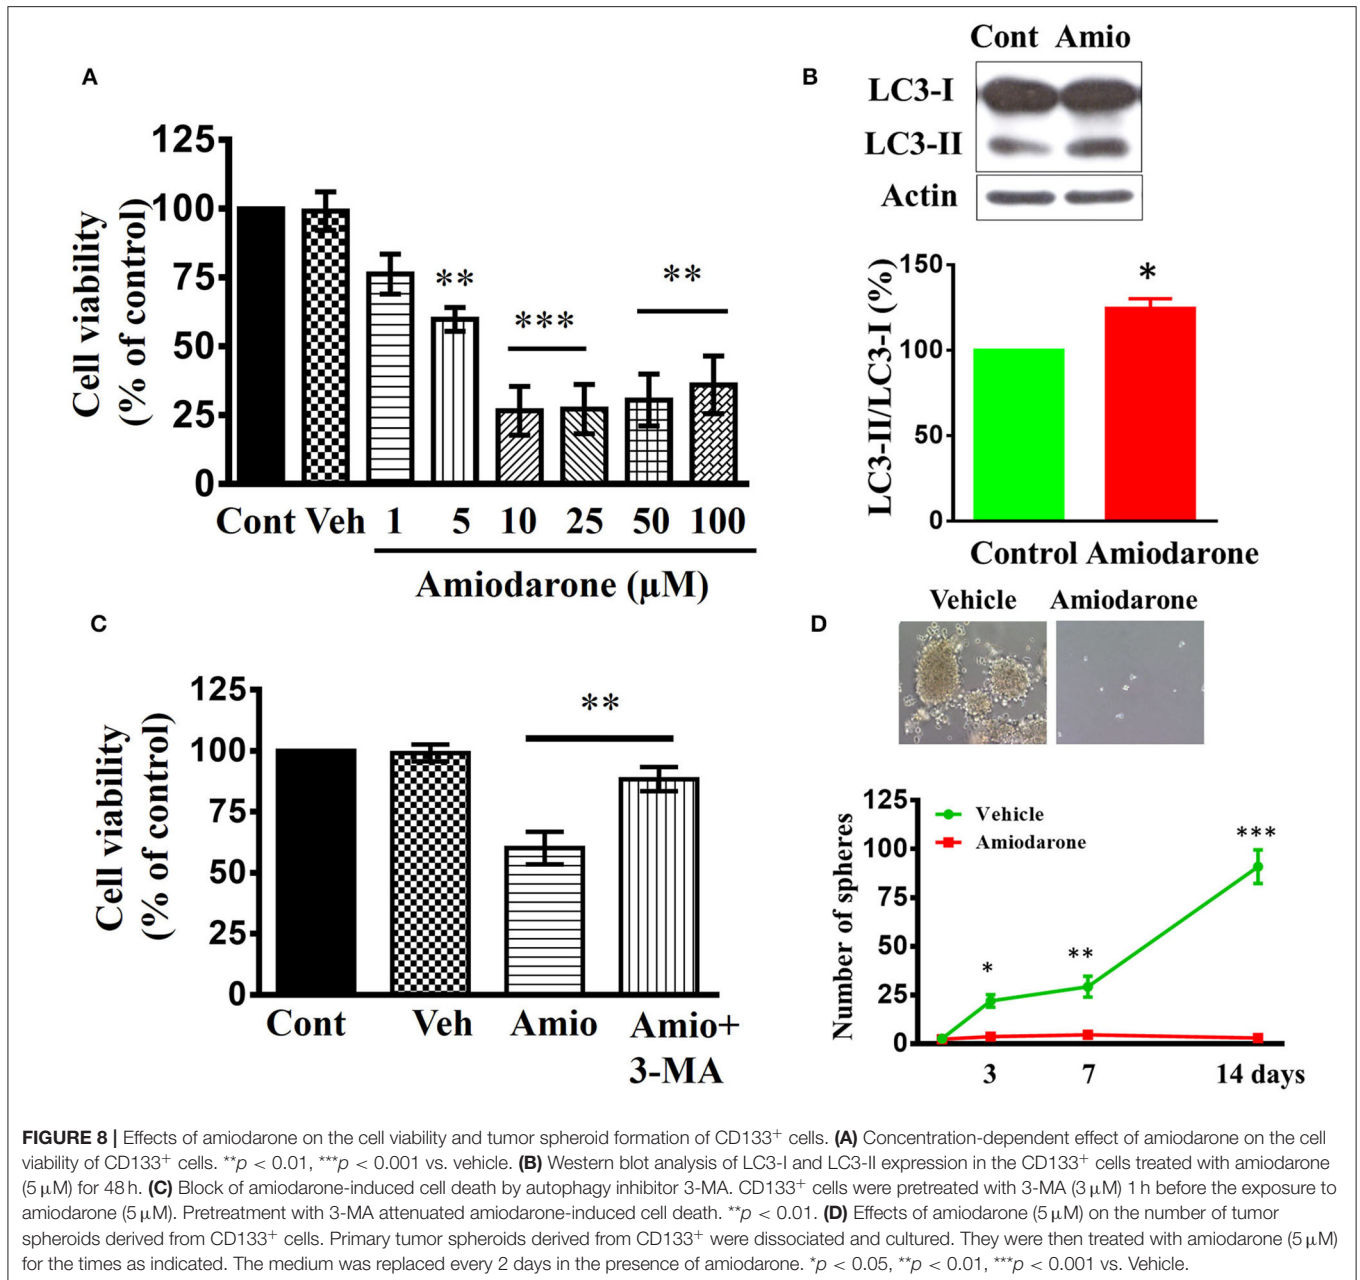 A
125
100
75
50
25
0
Cell viability
(% of control)
**
***
**
Cont Veh 1 5 10 25 50 100
Amiodarone (µM)
B
Cont Amio
LC3-I
LC3-II
Actin
150
100
50
0
LC3-II/LC3-I (%)
*
Control Amiodarone
C
125
100
75
50
25
0
Cell viability
(% of control)
**
Cont Veh Amio Amio+
3-MA
D
Vehicle Amiodarone
125
100
75
50
25
0
Number of spheres
Vehicle
Amiodarone
*
**
***
3 7 14 days
FIGURE 8 | Effects of amiodarone on the cell viability and tumor spheroid formation of CD133⁺ cells. (A) Concentration-dependent effect of amiodarone on the cell
viability of CD133⁺ cells. **p < 0.01, ***p < 0.001 vs. vehicle. (B) Western blot analysis of LC3-I and LC3-II expression in the CD133⁺ cells treated with amiodarone
(5 µM) for 48 h. (C) Block of amiodarone-induced cell death by autophagy inhibitor 3-MA. CD133⁺ cells were pretreated with 3-MA (3 µM) 1 h before the exposure to
amiodarone (5 µM). Pretreatment with 3-MA attenuated amiodarone-induced cell death. **p < 0.01. (D) Effects of amiodarone (5 µM) on the number of tumor
spheroids derived from CD133⁺ cells. Primary tumor spheroids derived from CD133⁺ were dissociated and cultured. They were then treated with amiodarone (5 µM)
for the times as indicated. The medium was replaced every 2 days in the presence of amiodarone. *p < 0.05, **p < 0.01, ***p < 0.001 vs. Vehicle.